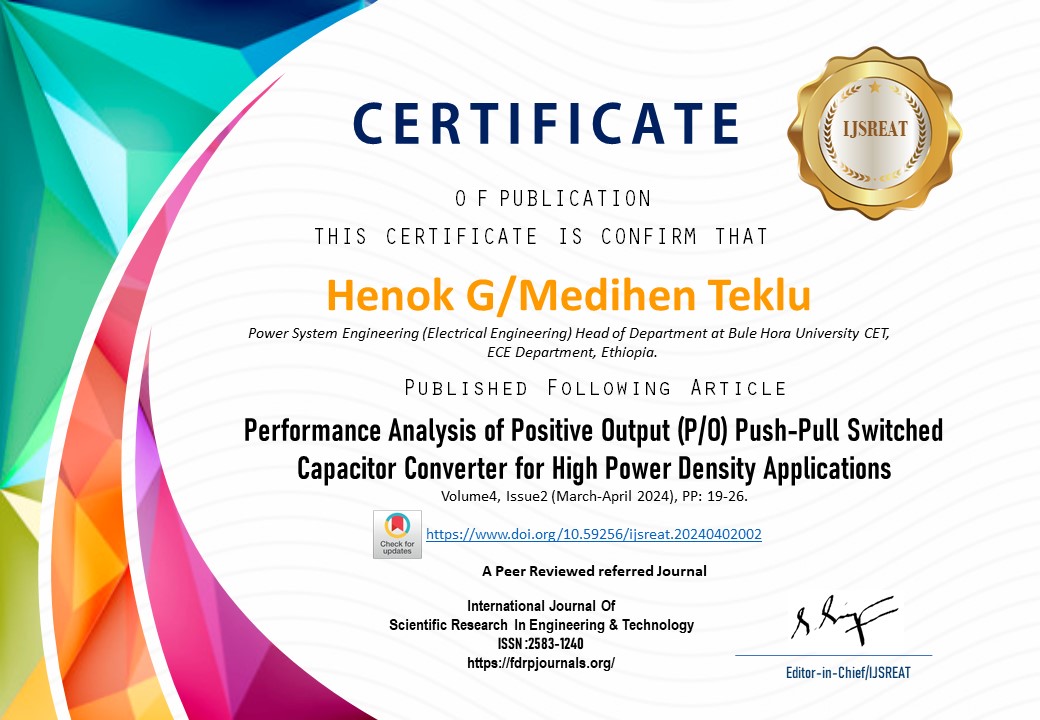 CERTIFICATE
IJSREAT
O F PUBLICATION
THIS CERTIFICATE IS CONFIRM THAT
Henok G/Medihen Teklu
Power System Engineering (Electrical Engineering) Head of Department at Bule Hora University CET,
ECE Department, Ethiopia.
PUBLISHED FOLLOWING ARTICLE
Performance Analysis of Positive Output (P/O) Push-Pull Switched
Capacitor Converter for High Power Density Applications
Volume4, Issue2 (March-April 2024), PP: 19-26.
Check for
updates
https://www.doi.org/10.59256/ijsreat.20240402002
A Peer Reviewed referred Journal
International Journal Of
Scientific Research In Engineering & Technology
ISSN :2583-1240
https://fdrpjournals.org/
Editor-in-Chief/IJSREAT